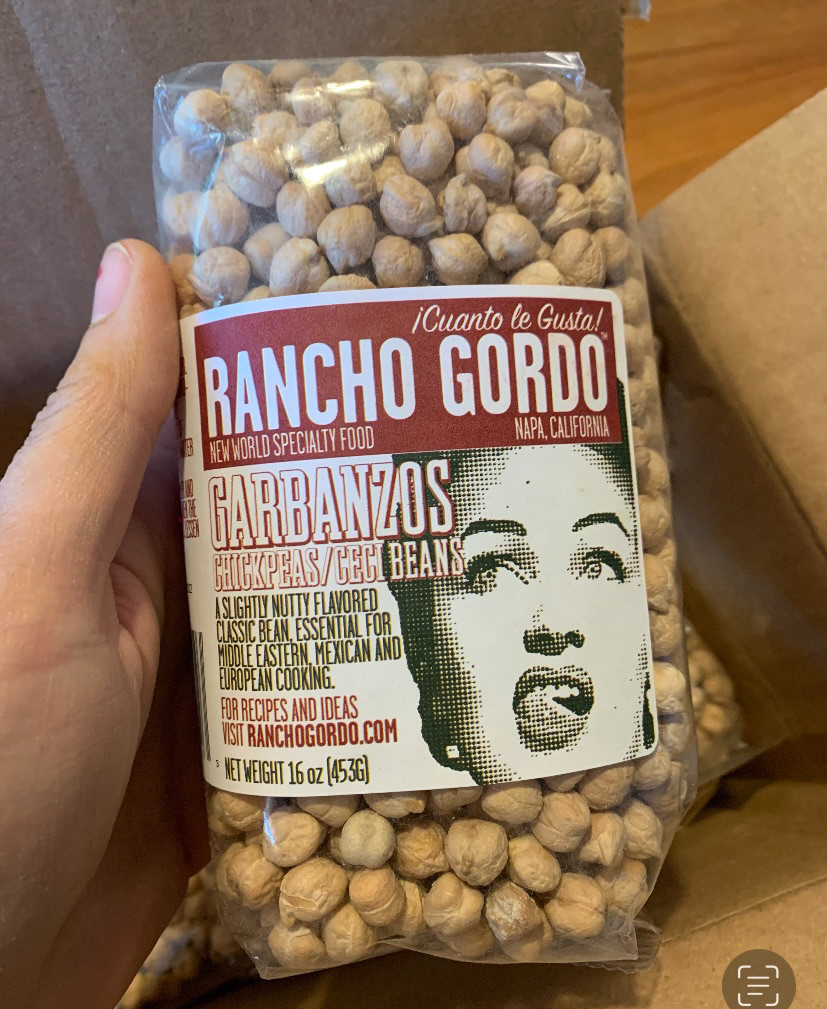 ¡Cuanto le Gusta!
RANCHO GORDO™
NEW WORLD SPECIALTY FOOD
NAPA, CALIFORNIA
GARBANZOS
CHICKPEAS/CECI BEANS
A SLIGHTLY NUTTY FLAVORED
CLASSIC BEAN, ESSENTIAL FOR
MIDDLE EASTERN, MEXICAN AND
EUROPEAN COOKING.
FOR RECIPES AND IDEAS
VISIT RANCHOGORDO.COM
3
NET WEIGHT 16 oz (453G)